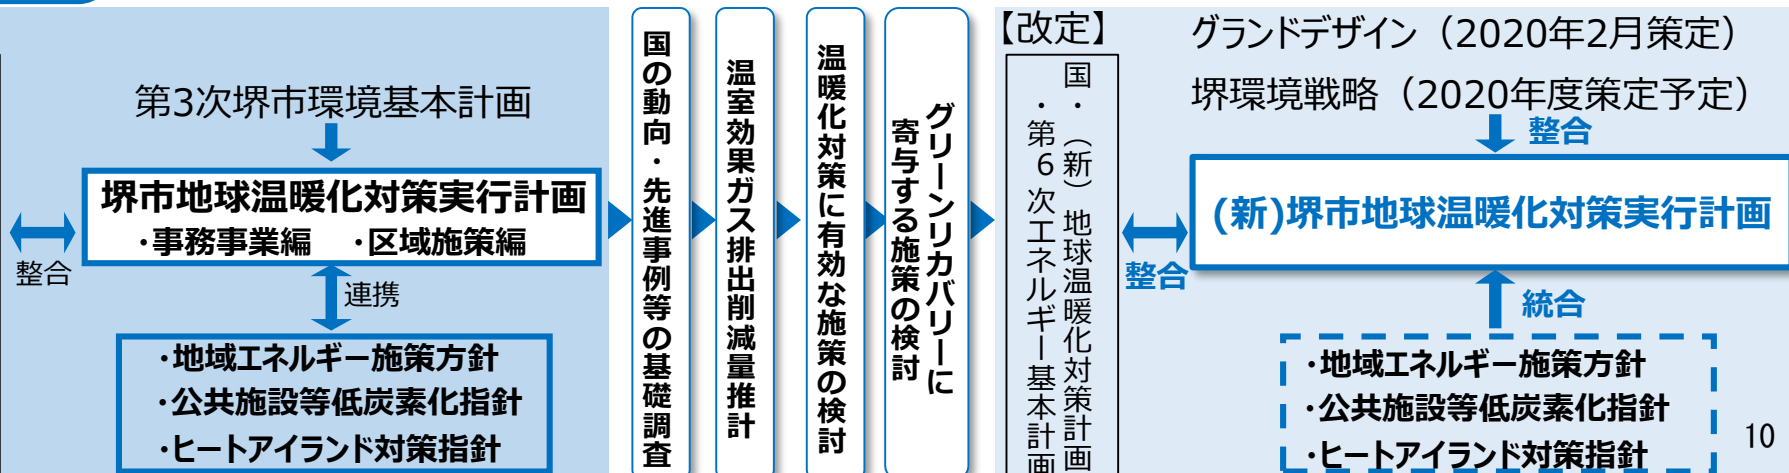 第3次堺市環境基本計画
堺市地球温暖化対策実行計画
・事務事業編　・区域施策編
整合
連携
・地域エネルギー施策方針
・公共施設等低炭素化指針
・ヒートアイランド対策指針
国の動向・先進事例等の基礎調査
温室効果ガス排出削減量推計
温暖化対策に有効な施策の検討
グリーンリカバリーに
寄与する施策の検討
【改定】
国・（新）地球温暖化対策計画
・第６次エネルギー基本計画
グランドデザイン（2020年2月策定）
堺環境戦略（2020年度策定予定）
整合
整合
(新)堺市地球温暖化対策実行計画
統合
・地域エネルギー施策方針
・公共施設等低炭素化指針
・ヒートアイランド対策指針
10